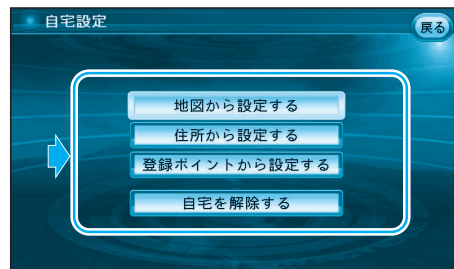 自宅設定
戻る
地図から設定する
住所から設定する
登録ポイントから設定する
自宅を解除する